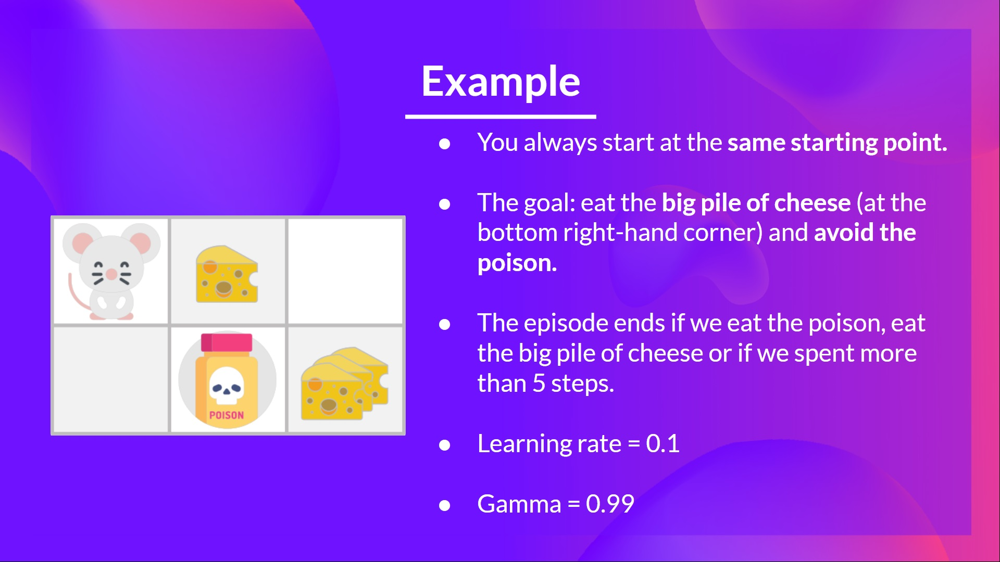 Example
● You always start at the same starting point.
● The goal: eat the big pile of cheese (at the
bottom right-hand corner) and avoid the
poison.
● The episode ends if we eat the poison, eat
the big pile of cheese or if we spent more
than 5 steps.
● Learning rate = 0.1
● Gamma = 0.99
POISON